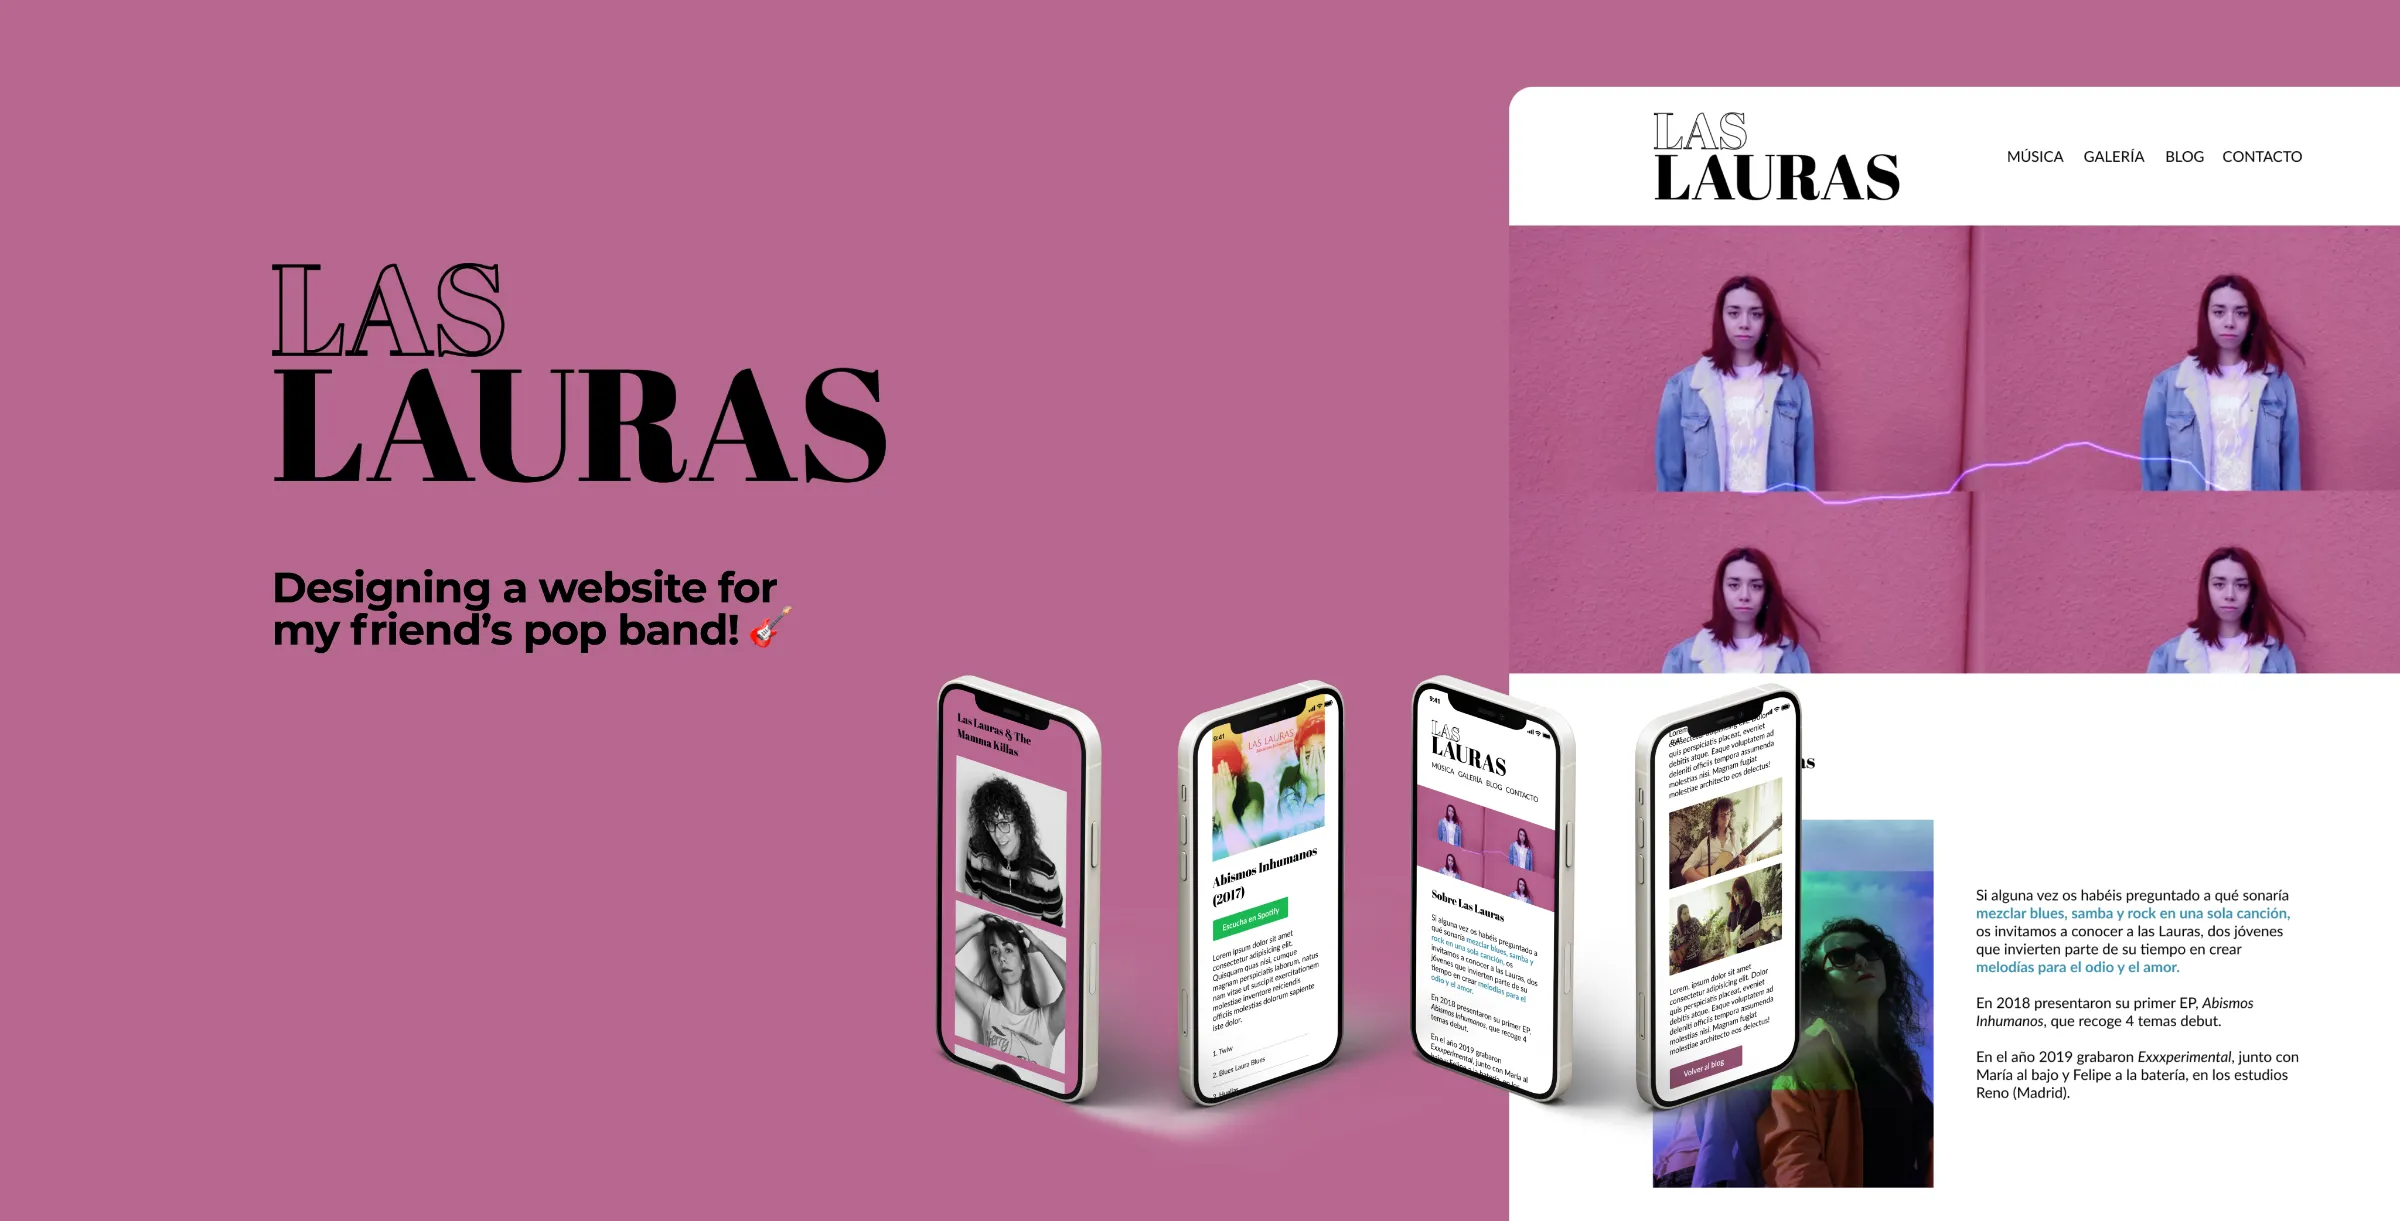 LAS
LAURAS
Designing a website for
my friend’s pop band! 🎸
LAS
LAURAS
MÚSICA GALERÍA BLOG CONTACTO
Si alguna vez os habéis preguntado a qué sonaría
mezclar blues, samba y rock en una sola canción,
os invitamos a conocer a las Lauras, dos jóvenes
que invierten parte de su tiempo en crear
melodías para el odio y el amor.
En 2018 presentaron su primer EP, Abismos
Inhumanos, que recoge 4 temas debut.
En el año 2019 grabaron Exxxperimental, junto con
María al bajo y Felipe a la batería, en los estudios
Reno (Madrid).
Las Lauras & The
Mamma Killas
9:41
LAS LAURAS
Abismos Inhumanos
(2017)
Escucha en Spotify
Lorem ipsum dolor sit amet
consectetur adipisicing elit.
Quisquam quas nisi, cumque
magnam perspiciatis laborum, natus
nam vitae ut suscipit exercitationem
molestiae inventore reiciendis
officiis molestias dolorum sapiente
iste dolor.
1. Twiw
2. Blues Laura Blues
9:41
LAS
LAURAS
MÚSICA GALERÍA BLOG CONTACTO
Sobre Las Lauras
Si alguna vez os habéis preguntado a
qué sonaría mezclar blues, samba y
rock en una sola canción, os
invitamos a conocer a las Lauras, dos
jóvenes que invierten parte de su
tiempo en crear melodías para el
odio y el amor.
En 2018 presentaron su primer EP,
Abismos Inhumanos, que recoge 4
temas debut.
En el año 2019 grabaron
Exxxperimental, junto con María al
quis perspiciatis placeat, eveniet
debitis atque. Eaque voluptatem ad
deleniti officiis tempora assumenda
molestias nisi. Magnam fugiat
molestiae architecto eos delectus!
Lorem, ipsum dolor sit amet
consectetur adipisicing elit. Dolor
quis perspiciatis placeat, eveniet
debitis atque. Eaque voluptatem ad
deleniti officiis tempora assumenda
molestias nisi. Magnam fugiat
molestiae architecto eos delectus!
Volver al blog